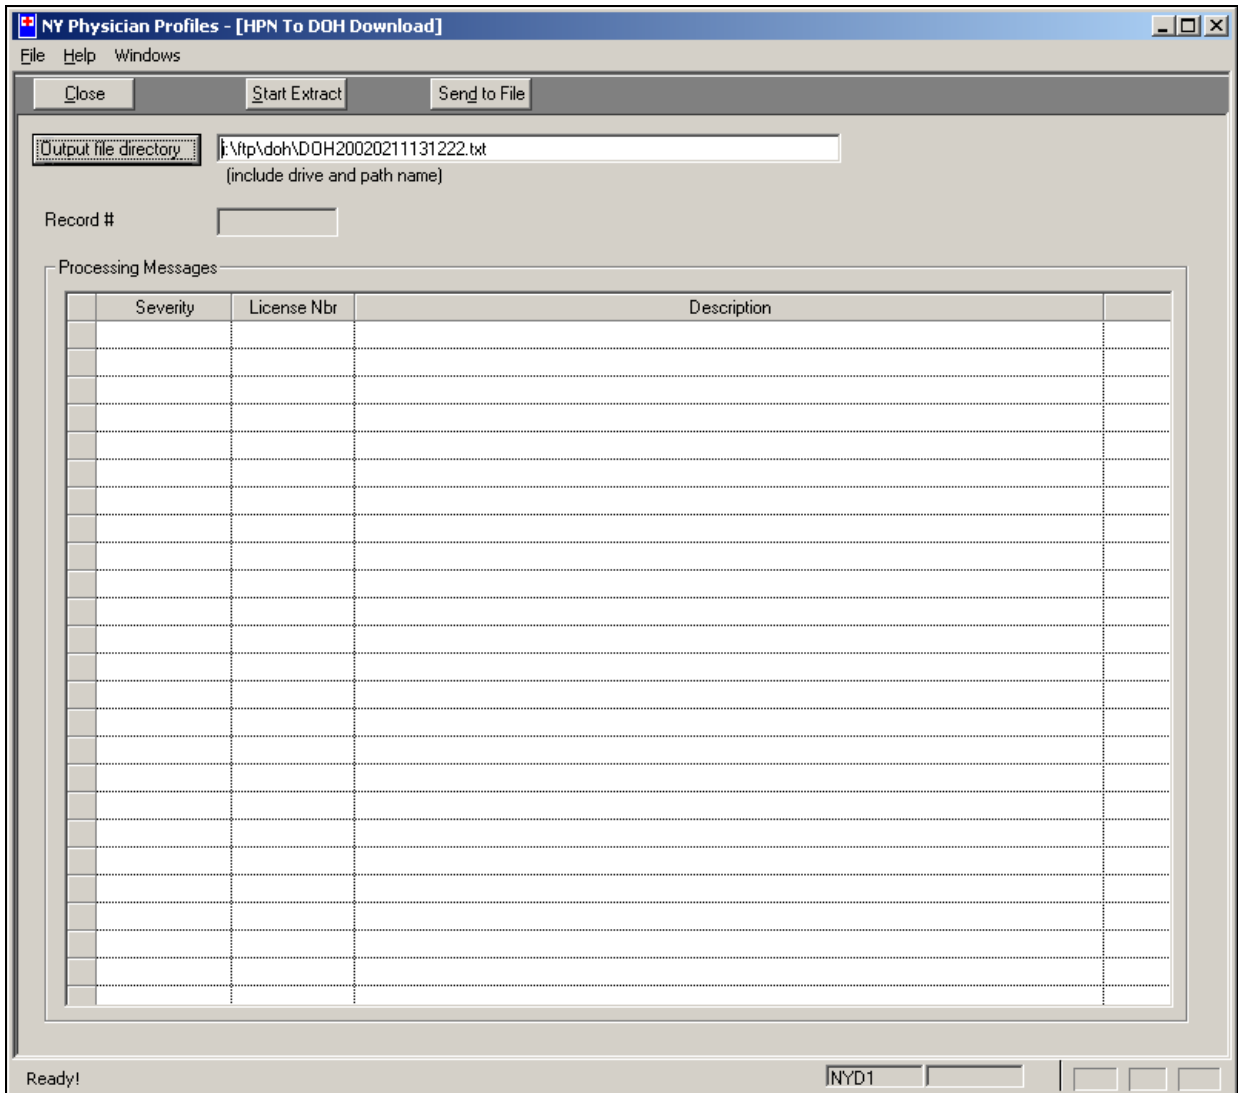 NY Physician Profiles - [HPN To DOH Download]
File Help Windows
Close Start Extract Send to File
Output file directory i:\ftp\doh\DOH20020211131222.txt
(include drive and path name)
Record #
Processing Messages
Severity License Nbr Description
Ready! NYD1